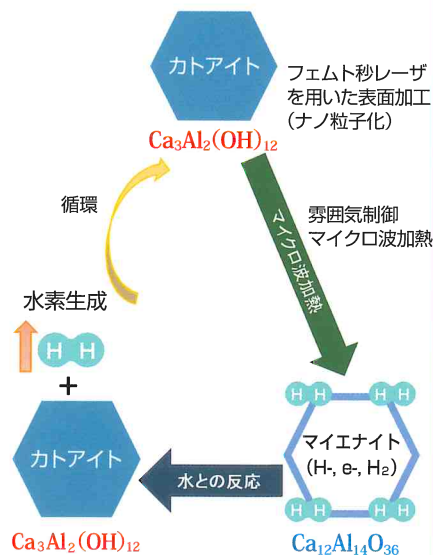 カトアイト
Ca₃Al₂(OH)₁₂
フェムト秒レーザ
を用いた表面加工
(ナノ粒子化)
循環
マイクロ波加熱
雰囲気制御
マイクロ波加熱
水素生成
H H
+
カトアイト
Ca₃Al₂(OH)₁₂
水との反応
H H
H H
マイエナイト
(H-, e-, H₂)
H H
H H
Ca₁₂Al₁₄O₃₆